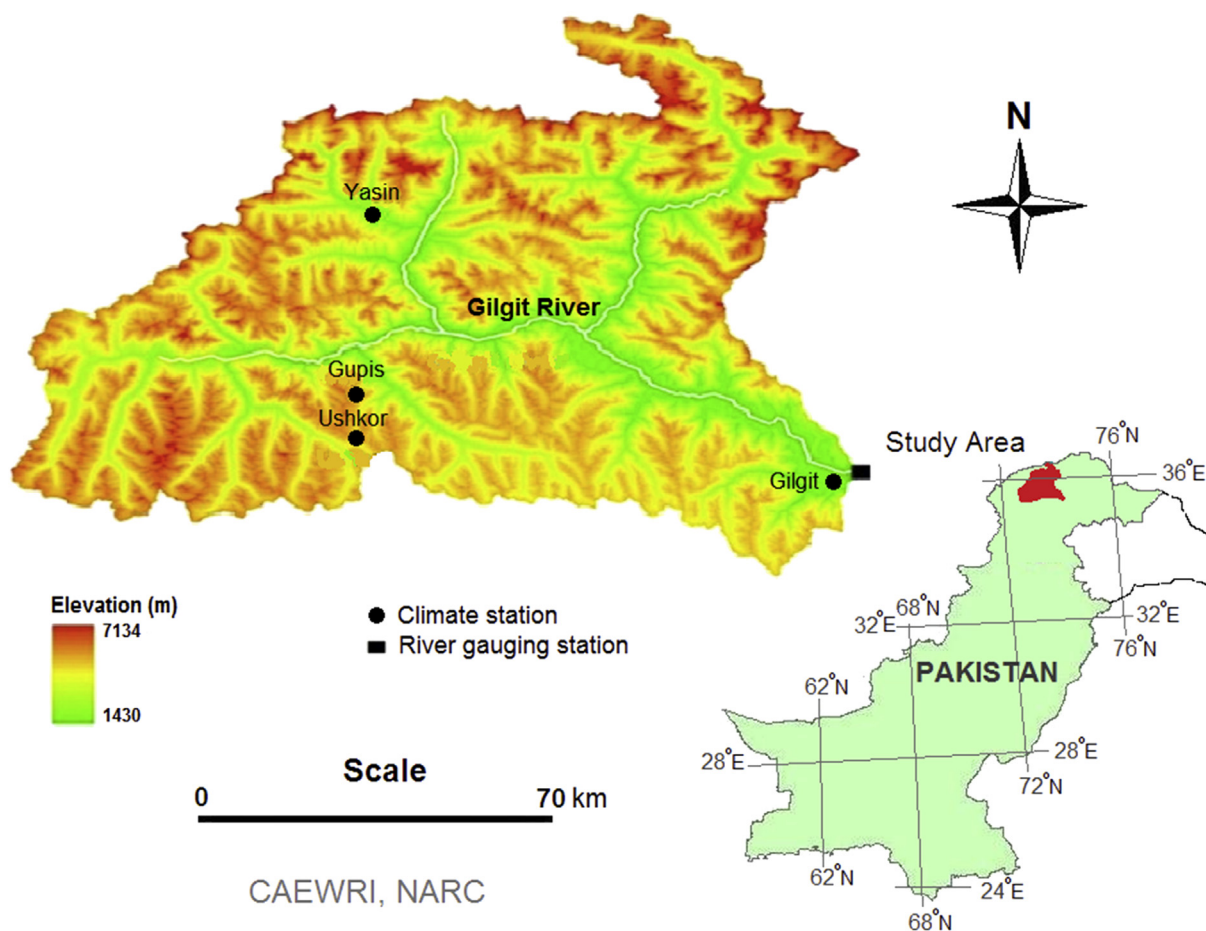 N
Yasin
Gilgit River
Gupis
Ushkor
Gilgit
Study Area
76°N
36°E
Elevation (m)
7134
1430
Climate station
River gauging station
68°N
32°E
32°E
76°N
PAKISTAN
62°N
28°E
28°E
72°N
Scale
0
70 km
62°N
24°E
68°N
CAEWRI, NARC